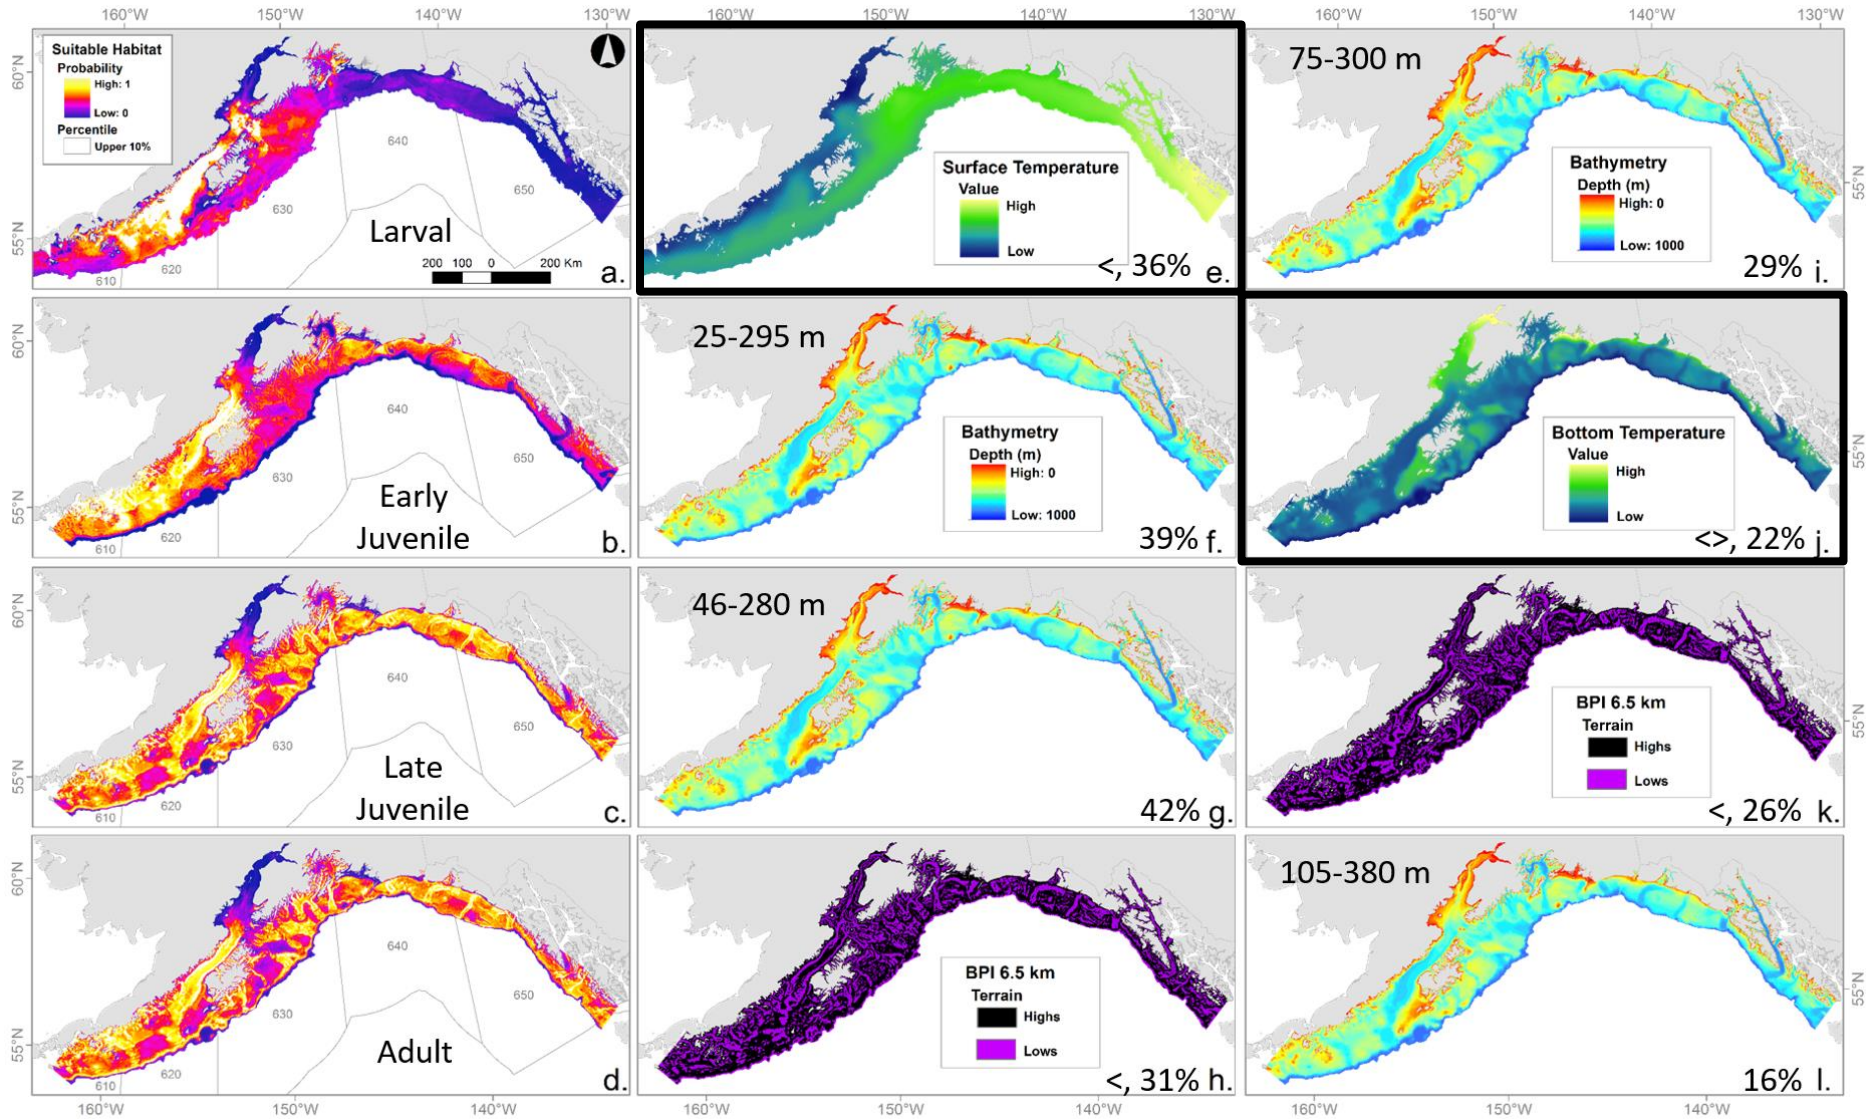 160°W 150°W 140°W 130°W
160°W 150°W 140°W 130°W
160°W 150°W 140°W 130°W
60°N
55°N
Suitable Habitat
Probability
High: 1
Low: 0
Percentile
Upper 10%
640
650
630
620
610
Larval
200 100 0 200 Km
a.
Surface Temperature
Value
High
Low
<, 36% e.
75-300 m
Bathymetry
Depth (m)
High: 0
Low: 1000
29% i.
55°N
60°N
55°N
640
650
630
620
610
Early
Juvenile
b.
25-295 m
Bathymetry
Depth (m)
High: 0
Low: 1000
39% f.
Bottom Temperature
Value
High
Low
<>, 22% j.
55°N
60°N
55°N
640
650
630
620
610
Late
Juvenile
c.
46-280 m
42% g.
BPI 6.5 km
Terrain
Highs
Lows
<, 26% k.
55°N
60°N
55°N
640
650
630
620
610
Adult
d.
BPI 6.5 km
Terrain
Highs
Lows
<, 31% h.
105-380 m
16% l.
55°N
160°W 150°W 140°W
160°W 150°W 140°W
160°W 150°W 140°W